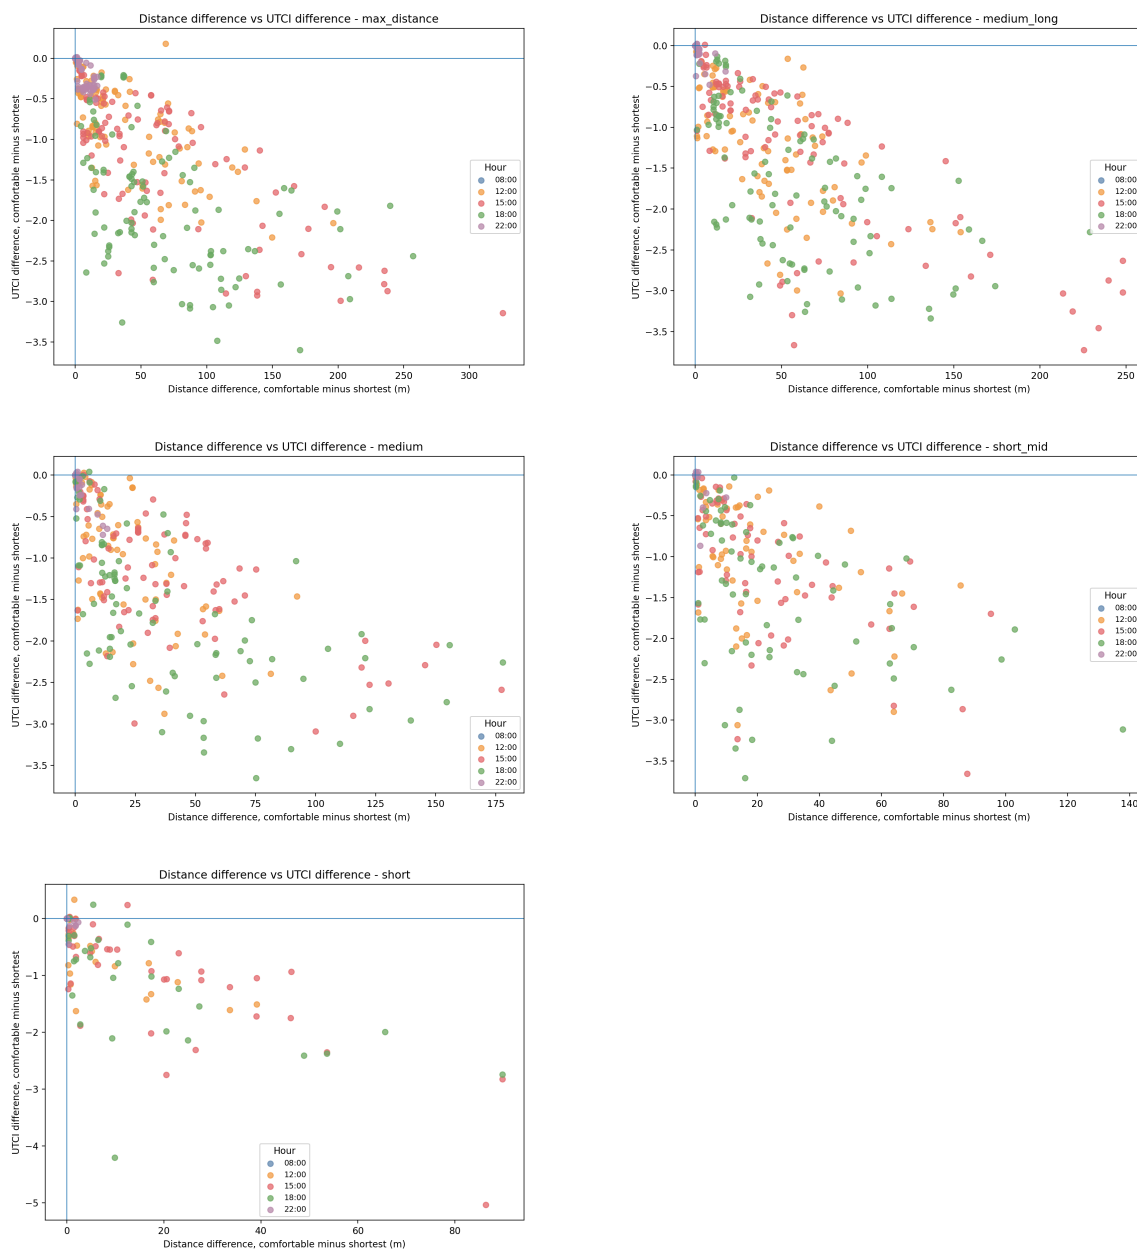 Distance difference vs UTCI difference - max_distance
0.0
−0.5
−1.0
−1.5
−2.0
−2.5
−3.0
−3.5
UTCI difference, comfortable minus shortest
Hour
08:00
12:00
15:00
18:00
22:00
0 50 100 150 200 250 300
Distance difference, comfortable minus shortest (m)
Distance difference vs UTCI difference - medium_long
0.0
−0.5
−1.0
−1.5
−2.0
−2.5
−3.0
−3.5
UTCI difference, comfortable minus shortest
Hour
08:00
12:00
15:00
18:00
22:00
0 50 100 150 200 250
Distance difference, comfortable minus shortest (m)
Distance difference vs UTCI difference - medium
0.0
−0.5
−1.0
−1.5
−2.0
−2.5
−3.0
−3.5
UTCI difference, comfortable minus shortest
Hour
08:00
12:00
15:00
18:00
22:00
0 25 50 75 100 125 150 175
Distance difference, comfortable minus shortest (m)
Distance difference vs UTCI difference - short_mid
0.0
−0.5
−1.0
−1.5
−2.0
−2.5
−3.0
−3.5
UTCI difference, comfortable minus shortest
Hour
08:00
12:00
15:00
18:00
22:00
0 20 40 60 80 100 120 140
Distance difference, comfortable minus shortest (m)
Distance difference vs UTCI difference - short
0
−1
−2
−3
−4
−5
UTCI difference, comfortable minus shortest
Hour
08:00
12:00
15:00
18:00
22:00
0 20 40 60 80
Distance difference, comfortable minus shortest (m)